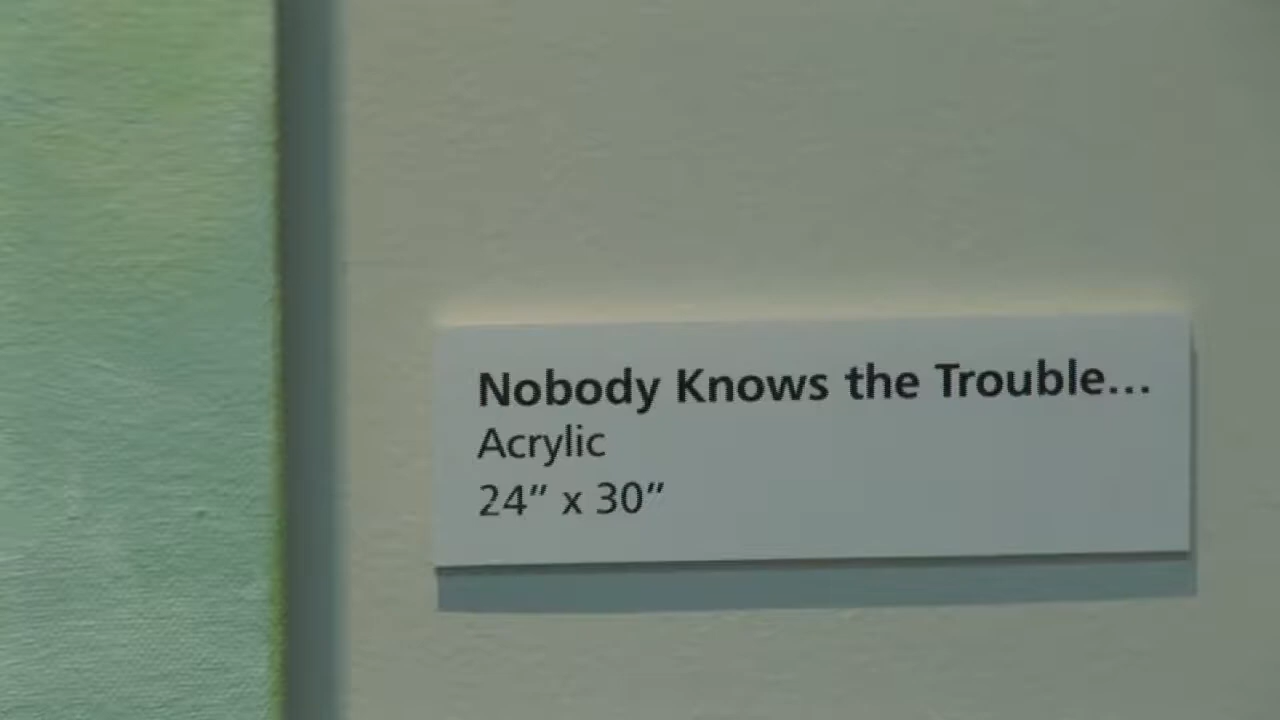 Nobody Knows the Trouble...
Acrylic
24” x 30”